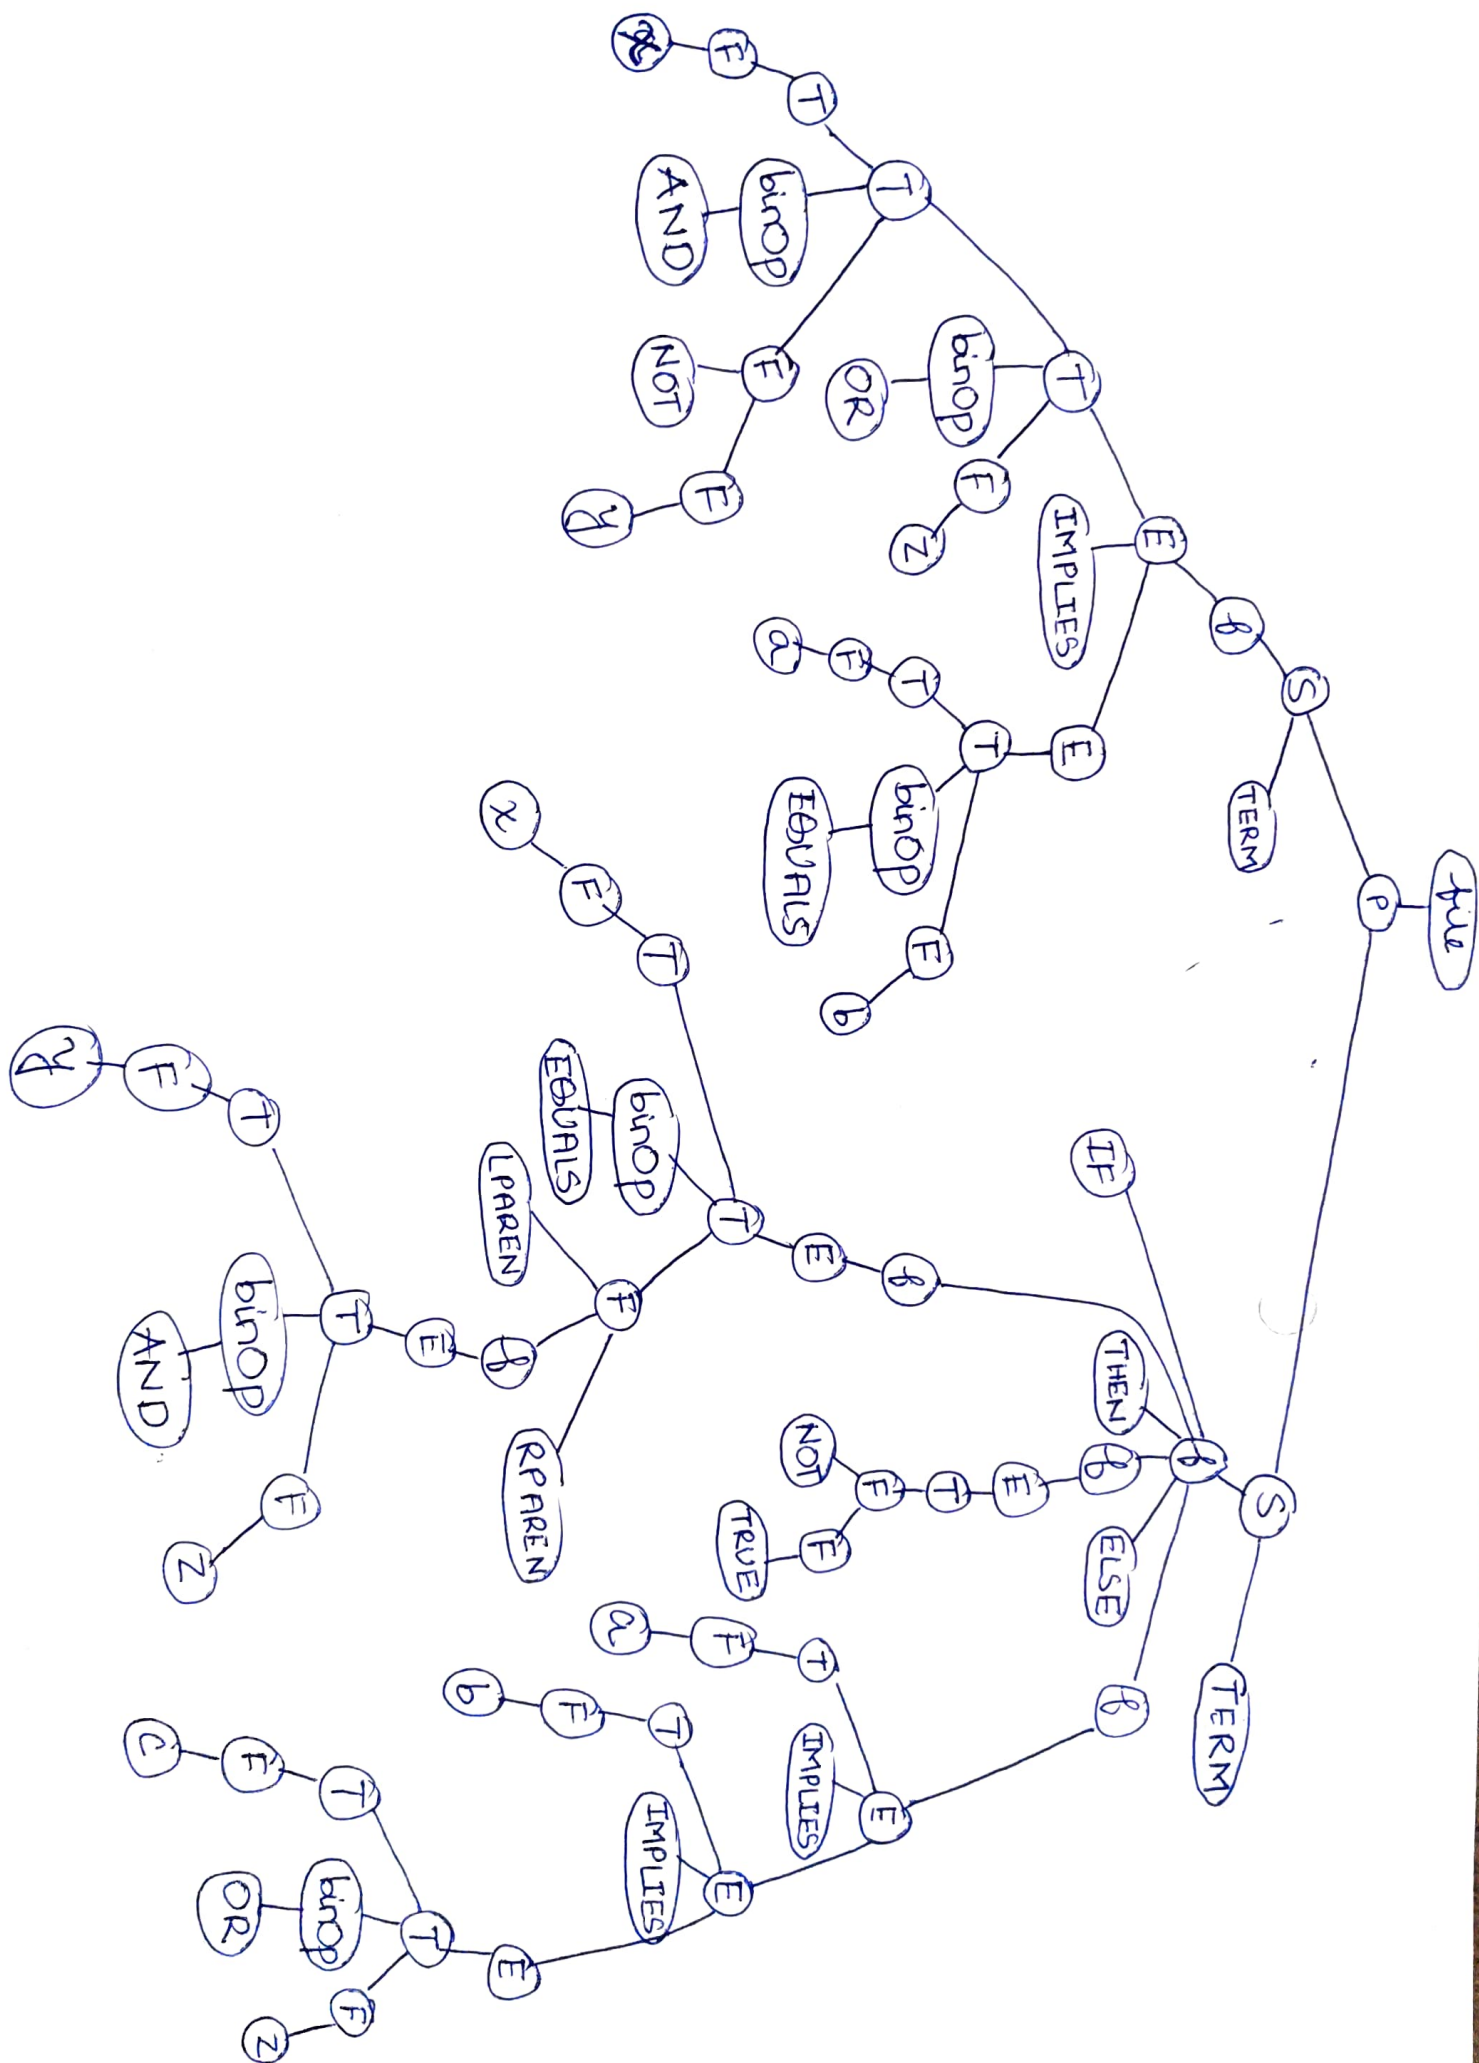 file
P
S S
f TERM f TERM
E IF THEN f ELSE f
T IMPLIES E E
binOP F T f T
T Z T binOP F F E
OR F b E NOT F T IMPLIES
T binOP F a EQUALS T TRUE F E
F AND NOT F T binOP T IMPLIES
x y F F a
x EQUALS LPAREN f RPAREN F E
E b T
T T binOP F
T binOP F F OR Z
F AND Z C
y